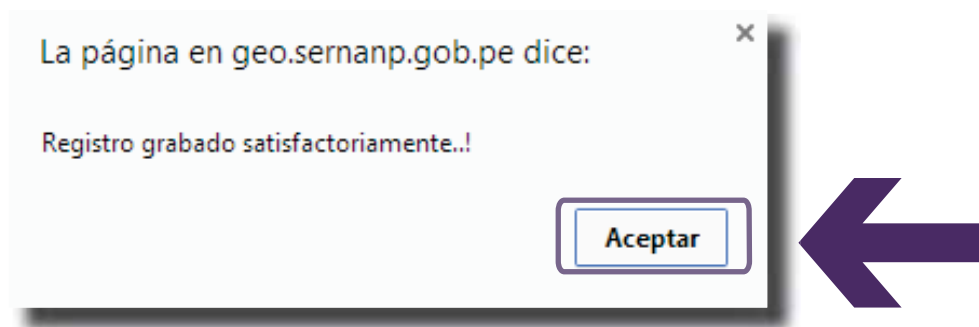 La página en geo.sernanp.gob.pe dice:
Registro grabado satisfactoriamente..!
Aceptar